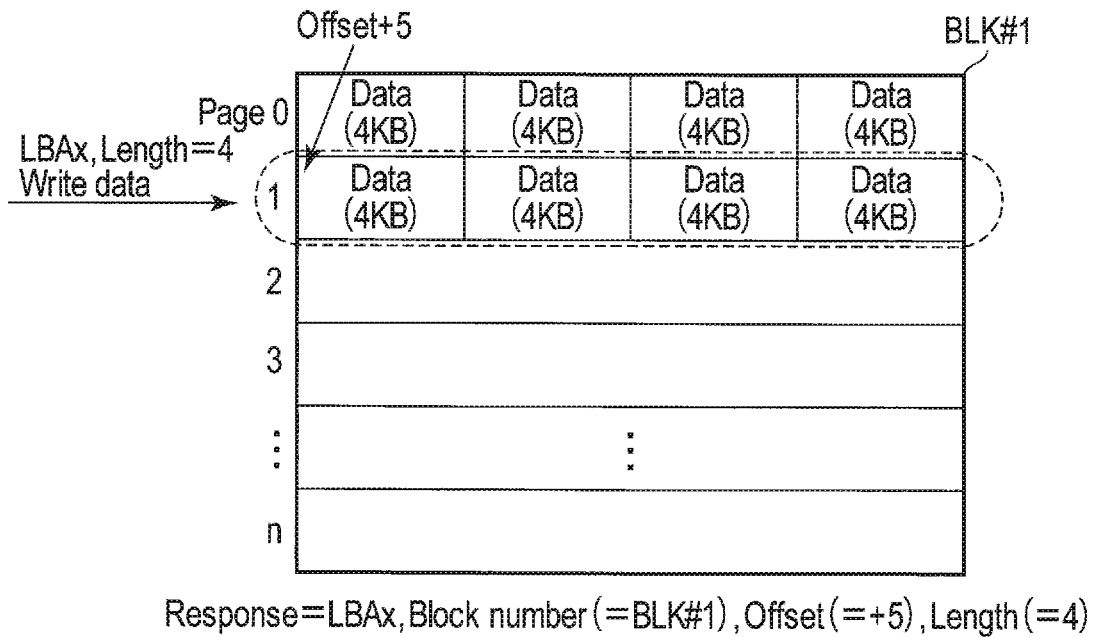 Offset+5
BLK#1
Page 0
Data Data Data Data
(4KB) (4KB) (4KB) (4KB)
LBAx, Length=4
Write data
1
Data Data Data Data
(4KB) (4KB) (4KB) (4KB)
2
3
⋮ ⋮
n
Response=LBAx, Block number (=BLK#1), Offset (=+5), Length (=4)